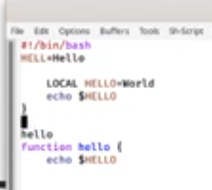 File Edit Options Buffers Tools Sh-Script
#!/bin/bash
HELL=Hello
LOCAL HELLO=World
echo $HELLO
}
hello
function hello {
echo $HELLO